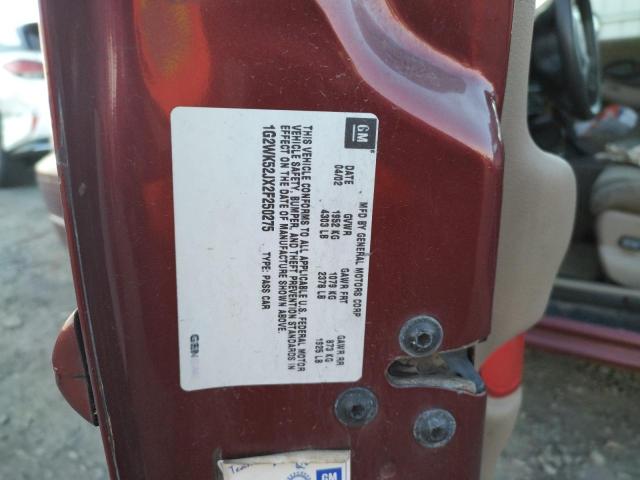 GM
MFD BY GENERAL MOTORS CORP
DATE GVWR GAWR FRT GAWR RR
04/02 1952 KG 1079 KG 873 KG
4303 LB 2378 LB 1925 LB
THIS VEHICLE CONFORMS TO ALL APPLICABLE U.S. FEDERAL MOTOR
VEHICLE SAFETY, BUMPER, AND THEFT PREVENTION STANDARDS IN
EFFECT ON THE DATE OF MANUFACTURE SHOWN ABOVE.
1G2WK52JX2F250275 TYPE: PASS CAR
GM